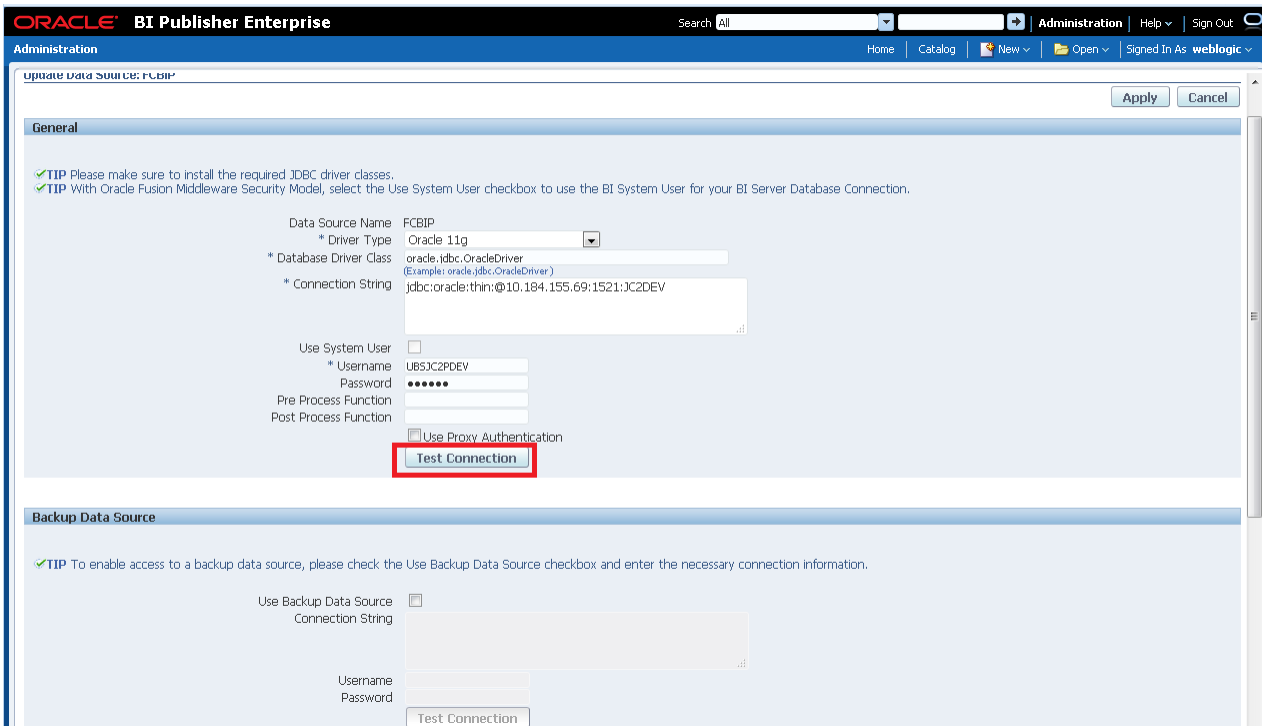 ORACLE BI Publisher Enterprise
Search All
Administration
Help
Sign Out
Administration
Home
Catalog
New
Open
Signed In As weblogic
Update Data Source: FCBIP
Apply
Cancel
General
TIP Please make sure to install the required JDBC driver classes.
TIP With Oracle Fusion Middleware Security Model, select the Use System User checkbox to use the BI System User for your BI Server Database Connection.
Data Source Name FCBIP
* Driver Type Oracle 11g
* Database Driver Class oracle.jdbc.OracleDriver
(Example: oracle.jdbc.OracleDriver )
* Connection String jdbc:oracle:thin:@10.184.155.69:1521:JC2DEV
Use System User
* Username UBSJC2PDEV
Password ••••••
Pre Process Function
Post Process Function
Use Proxy Authentication
Test Connection
Backup Data Source
TIP To enable access to a backup data source, please check the Use Backup Data Source checkbox and enter the necessary connection information.
Use Backup Data Source
Connection String
Username
Password
Test Connection